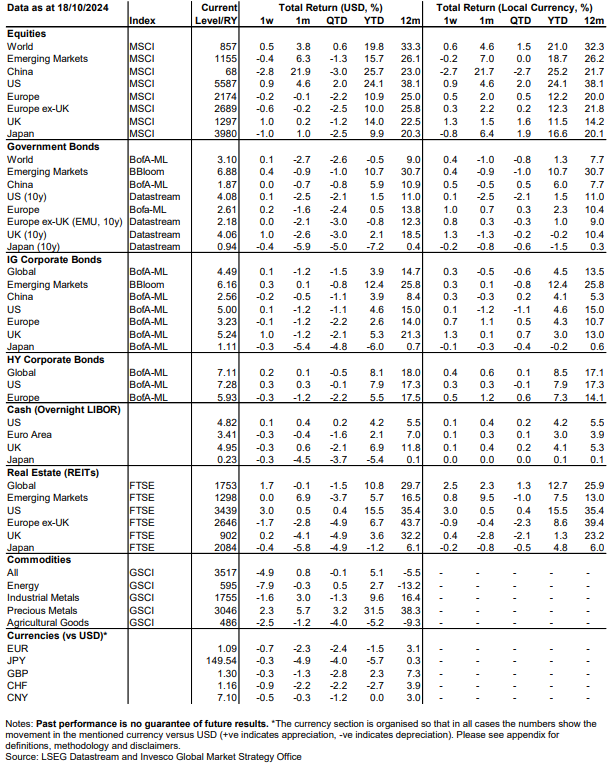 Data as at 18/10/2024 Current Total Return (USD, %) Total Return (Local Currency, %)
Index Level/RY 1w 1m QTD YTD 12m 1w 1m QTD YTD 12m
Equities
World MSCI 857 0.5 3.8 0.6 19.8 33.3 0.6 4.6 1.5 21.0 32.3
Emerging Markets MSCI 1155 -0.4 6.3 -1.3 15.7 26.1 -0.2 7.0 0.0 18.7 26.2
China MSCI 68 -2.8 21.9 -3.0 25.7 23.0 -2.7 21.7 -2.7 25.2 21.7
US MSCI 5587 0.9 4.6 2.0 24.1 38.1 0.9 4.6 2.0 24.1 38.1
Europe MSCI 2174 -0.2 -0.1 -2.2 10.9 25.0 0.5 2.0 0.5 12.2 20.0
Europe ex-UK MSCI 2689 -0.6 -0.2 -2.5 10.0 25.8 0.3 2.2 0.2 12.3 21.8
UK MSCI 1297 1.0 0.2 -1.2 14.0 22.5 1.3 1.5 1.6 11.5 14.2
Japan MSCI 3980 -1.0 1.0 -2.5 9.9 20.3 -0.8 6.4 1.9 16.6 20.1
Government Bonds
World BofA-ML 3.10 0.1 -2.7 -2.6 -0.5 9.0 0.4 -1.0 -0.8 1.3 7.7
Emerging Markets BBloom 6.88 0.4 -0.9 -1.0 10.7 30.7 0.4 -0.9 -1.0 10.7 30.7
China BofA-ML 1.87 0.0 -0.7 -0.8 5.9 10.9 0.5 -0.5 0.5 6.0 7.7
US (10y) Datastream 4.08 0.1 -2.5 -2.1 1.5 11.0 0.1 -2.5 -2.1 1.5 11.0
Europe Bofa-ML 2.61 0.2 -1.6 -2.4 0.5 13.8 1.0 0.7 0.3 2.3 10.4
Europe ex-UK (EMU, 10y) Datastream 2.18 0.0 -2.1 -3.0 -0.8 12.3 0.8 0.3 -0.3 1.0 9.0
UK (10y) Datastream 4.06 1.0 -2.6 -3.0 2.1 18.5 1.3 -1.3 -0.2 -0.2 10.4
Japan (10y) Datastream 0.94 -0.4 -5.9 -5.0 -7.2 0.4 -0.2 -0.8 -0.6 -1.5 0.3
IG Corporate Bonds
Global BofA-ML 4.49 0.1 -1.2 -1.5 3.9 14.7 0.3 -0.5 -0.6 4.5 13.5
Emerging Markets BBloom 6.16 0.3 0.1 -0.8 12.4 25.8 0.3 0.1 -0.8 12.4 25.8
China BofA-ML 2.56 -0.2 -0.5 -1.1 3.9 8.4 0.3 -0.3 0.2 4.1 5.3
US BofA-ML 5.00 0.1 -1.2 -1.1 4.6 15.0 0.1 -1.2 -1.1 4.6 15.0
Europe BofA-ML 3.23 -0.1 -1.2 -2.2 2.6 14.0 0.7 1.1 0.5 4.3 10.7
UK BofA-ML 5.24 1.0 -1.2 -2.1 5.3 21.3 1.3 0.1 0.7 3.0 13.0
Japan BofA-ML 1.11 -0.3 -5.4 -4.8 -6.0 0.7 -0.1 -0.3 -0.4 -0.2 0.6
HY Corporate Bonds
Global BofA-ML 7.11 0.2 0.1 -0.5 8.1 18.0 0.4 0.6 0.1 8.5 17.1
US BofA-ML 7.28 0.3 0.3 -0.1 7.9 17.3 0.3 0.3 -0.1 7.9 17.3
Europe BofA-ML 5.93 -0.3 -1.2 -2.2 5.5 17.5 0.5 1.2 0.6 7.3 14.1
Cash (Overnight LIBOR)
US 4.82 0.1 0.4 0.2 4.2 5.5 0.1 0.4 0.2 4.2 5.5
Euro Area 3.41 -0.3 -0.4 -1.6 2.1 7.0 0.1 0.3 0.1 3.0 3.9
UK 4.95 -0.3 0.6 -2.1 6.9 11.8 0.1 0.4 0.2 4.1 5.3
Japan 0.23 -0.3 -4.5 -3.7 -5.4 0.1 0.0 0.0 0.0 0.1 0.1
Real Estate (REITs)
Global FTSE 1753 1.7 -0.1 -1.5 10.8 29.7 2.5 2.3 1.3 12.7 25.9
Emerging Markets FTSE 1298 0.0 6.9 -3.7 5.7 16.5 0.8 9.5 -1.0 7.5 13.0
US FTSE 3439 3.0 0.5 0.4 15.5 35.4 3.0 0.5 0.4 15.5 35.4
Europe ex-UK FTSE 2646 -1.7 -2.8 -4.9 6.7 43.7 -0.9 -0.4 -2.3 8.6 39.4
UK FTSE 902 0.2 -4.1 -4.9 3.6 32.2 0.4 -2.8 -2.1 1.3 23.2
Japan FTSE 2084 -0.4 -5.8 -4.9 -1.2 6.1 -0.2 -0.8 -0.5 4.8 6.0
Commodities
All GSCI 3517 -4.9 0.8 -0.1 5.1 -5.5 - - - - -
Energy GSCI 595 -7.9 -0.3 0.5 2.7 -13.2 - - - - -
Industrial Metals GSCI 1755 -1.6 3.0 -1.3 9.6 16.4 - - - - -
Precious Metals GSCI 3046 2.3 5.7 3.2 31.5 38.3 - - - - -
Agricultural Goods GSCI 486 -2.5 -1.2 -4.0 -5.2 -9.3 - - - - -
Currencies (vs USD)*
EUR 1.09 -0.7 -2.3 -2.4 -1.5 3.1 - - - - -
JPY 149.54 -0.3 -4.9 -4.0 -5.7 0.3 - - - - -
GBP 1.30 -0.3 -1.3 -2.8 2.3 7.3 - - - - -
CHF 1.16 -0.9 -2.2 -2.2 -2.7 3.9 - - - - -
CNY 7.10 -0.5 -0.3 -1.2 0.0 3.0 - - - - -
Notes: Past performance is no guarantee of future results. *The currency section is organised so that in all cases the numbers show the
movement in the mentioned currency versus USD (+ve indicates appreciation, -ve indicates depreciation). Please see appendix for
definitions, methodology and disclaimers.
Source: LSEG Datastream and Invesco Global Market Strategy Office